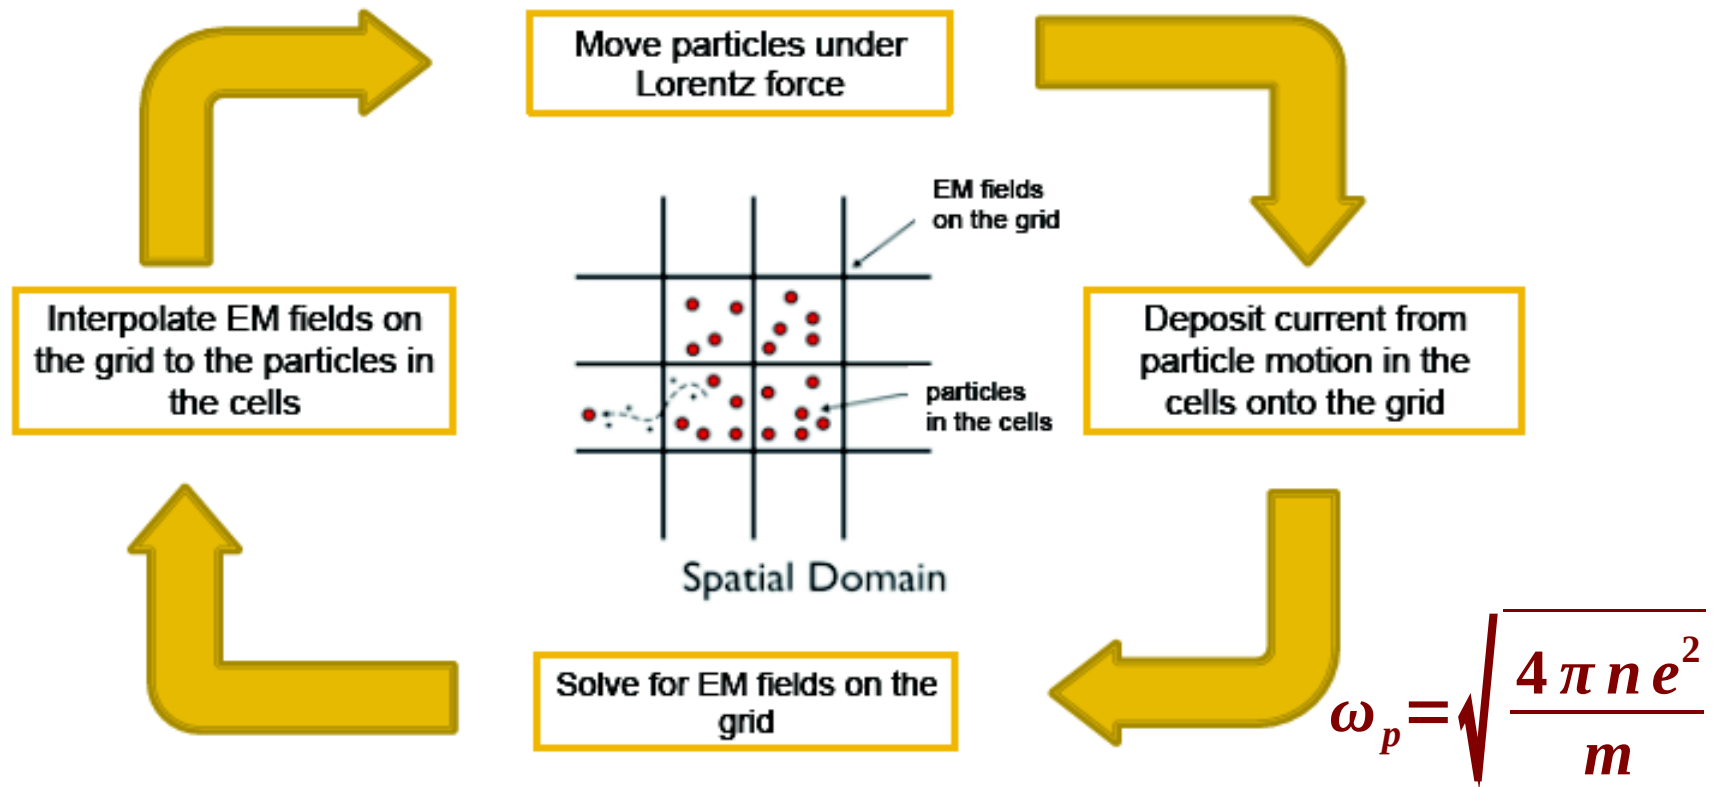 Move particles under
Lorentz force
EM fields
on the grid
Interpolate EM fields on
the grid to the particles in
the cells
Deposit current from
particle motion in the
cells onto the grid
particles
in the cells
Spatial Domain
Solve for EM fields on the
grid
ω_p = √(4 π n e² / m)